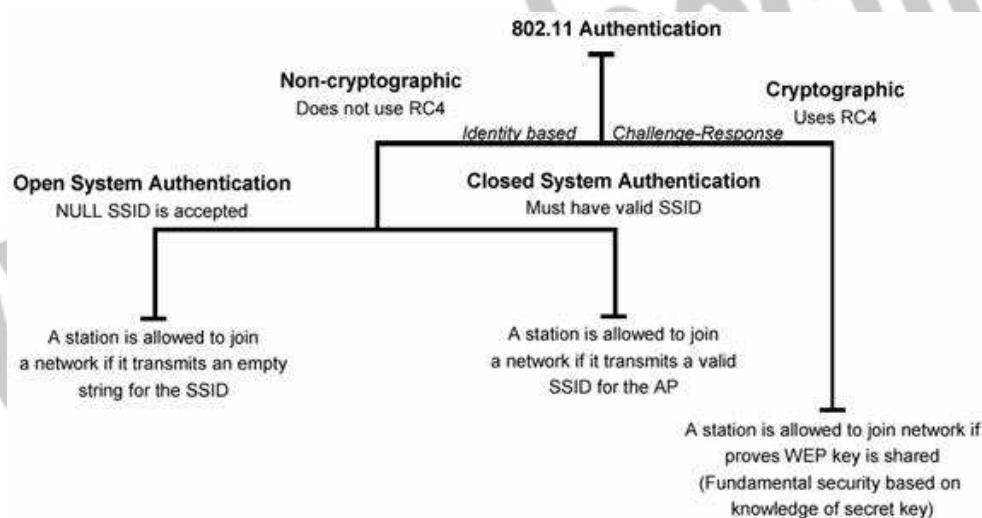 802.11 Authentication
Non-cryptographic
Does not use RC4
Cryptographic
Uses RC4
Identity based
Challenge-Response
Open System Authentication
NULL SSID is accepted
Closed System Authentication
Must have valid SSID
A station is allowed to join
a network if it transmits an empty
string for the SSID
A station is allowed to join
a network if it transmits a valid
SSID for the AP
A station is allowed to join network if
proves WEP key is shared
(Fundamental security based on
knowledge of secret key)